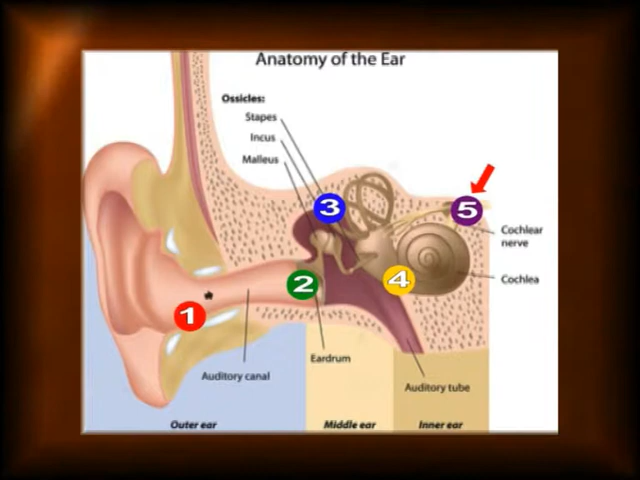 Anatomy of the Ear
Ossicles:
Stapes
Incus
Malleus
3
5
Cochlear
nerve
4
Cochlea
2
1
Eardrum
Auditory canal
Auditory tube
Outer ear
Middle ear
Inner ear